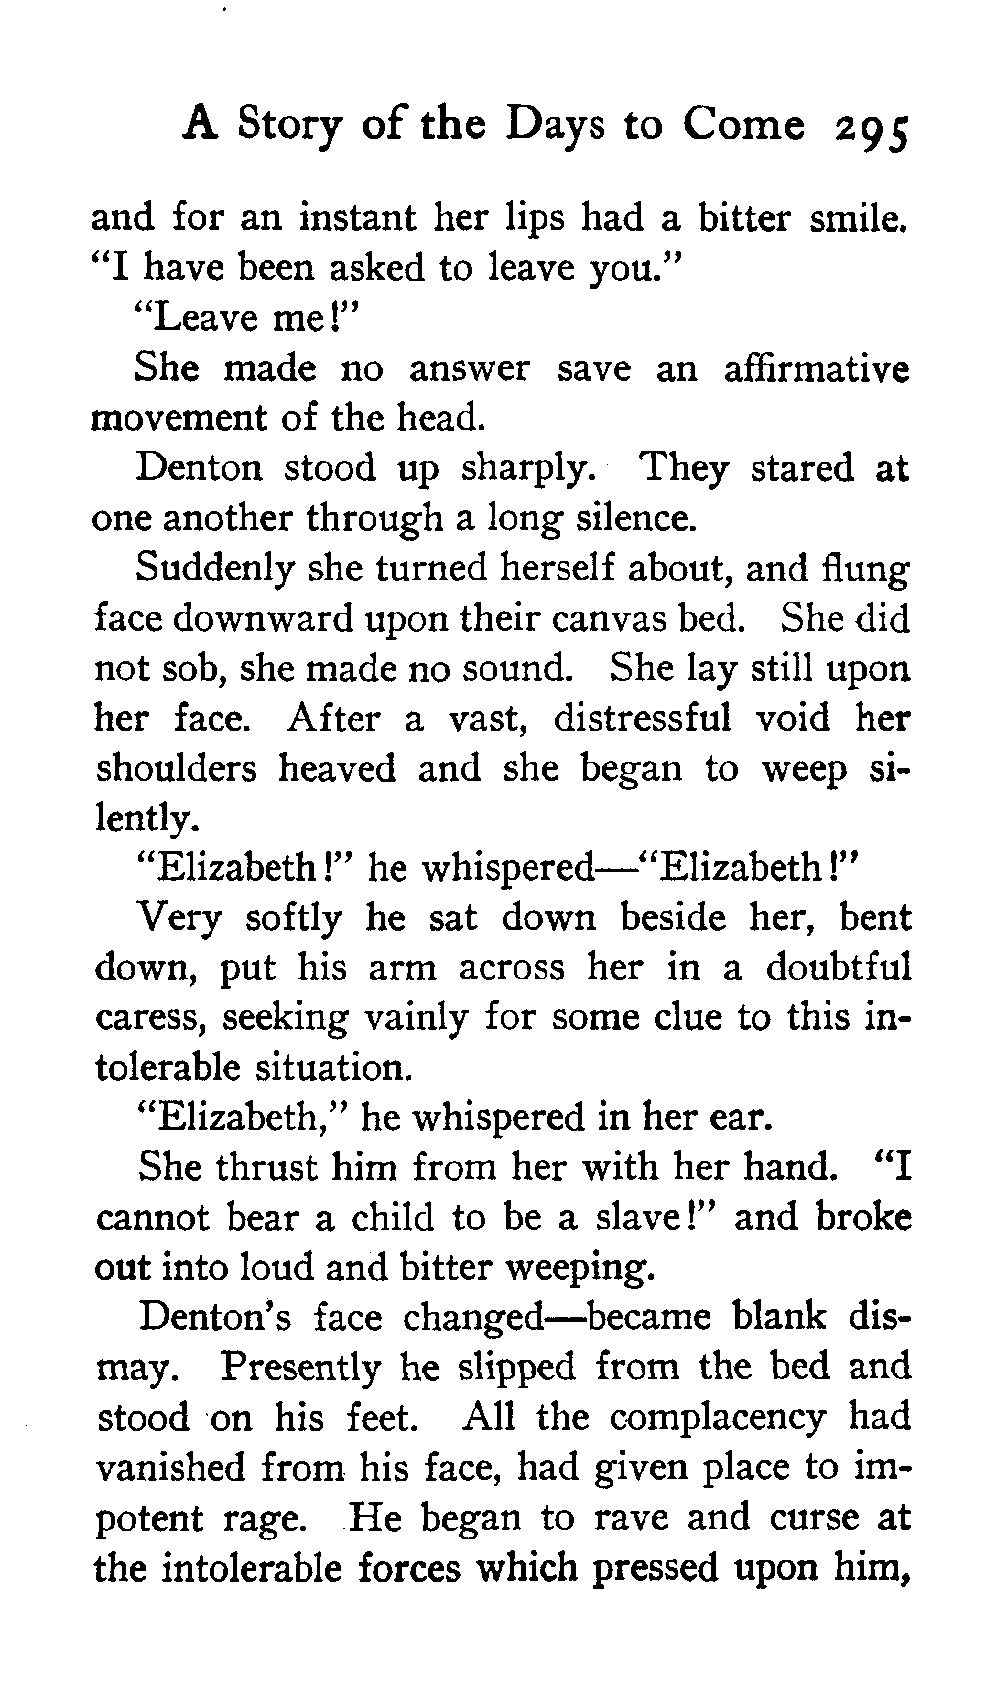 A Story of the Days to Come 295
and for an instant her lips had a bitter smile.
“I have been asked to leave you.”
“Leave me!”
She made no answer save an affirmative
movement of the head.
Denton stood up sharply. They stared at
one another through a long silence.
Suddenly she turned herself about, and flung
face downward upon their canvas bed. She did
not sob, she made no sound. She lay still upon
her face. After a vast, distressful void her
shoulders heaved and she began to weep si-
lently.
“Elizabeth!” he whispered—“Elizabeth!”
Very softly he sat down beside her, bent
down, put his arm across her in a doubtful
caress, seeking vainly for some clue to this in-
tolerable situation.
“Elizabeth,” he whispered in her ear.
She thrust him from her with her hand. “I
cannot bear a child to be a slave!” and broke
out into loud and bitter weeping.
Denton’s face changed—became blank dis-
may. Presently he slipped from the bed and
stood on his feet. All the complacency had
vanished from his face, had given place to im-
potent rage. He began to rave and curse at
the intolerable forces which pressed upon him,